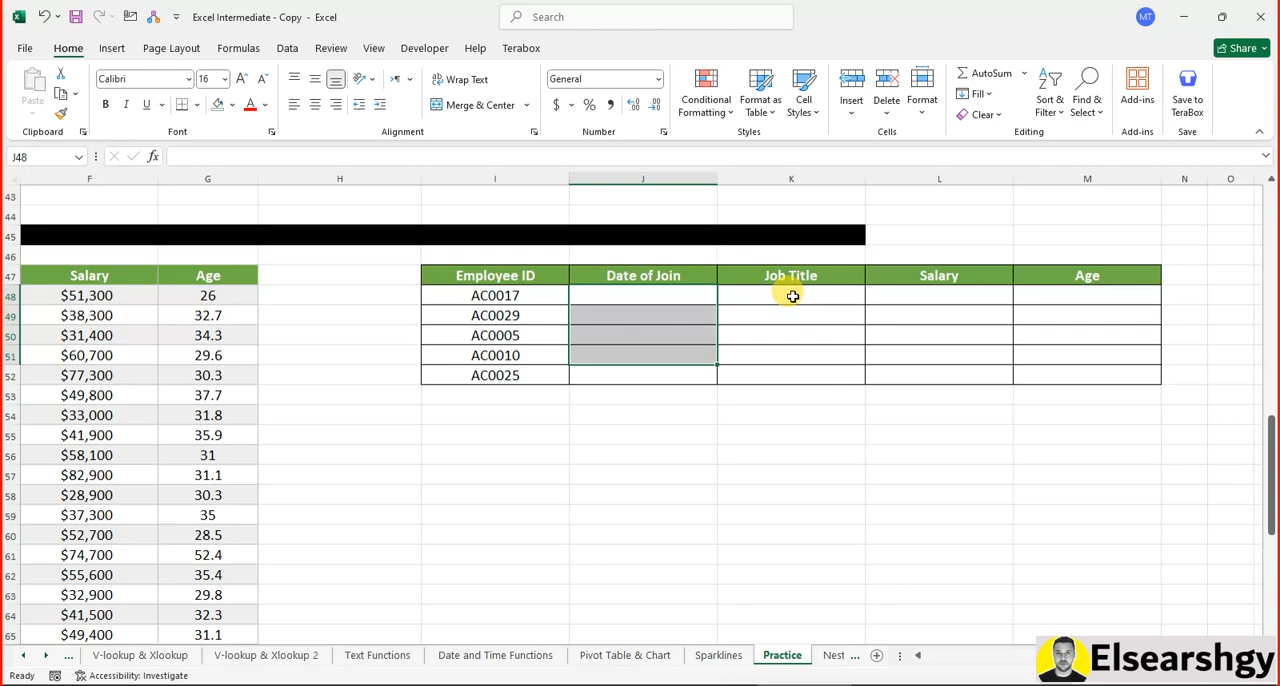 Excel Intermediate - Copy - Excel
Search
MT
File Home Insert Page Layout Formulas Data Review View Developer Help Terabox
Share
Paste
Clipboard
Calibri 16
B I U
Font
Wrap Text
Merge & Center
Alignment
General
$ % ,
Number
Conditional Formatting
Format as Table
Cell Styles
Styles
Insert
Delete
Format
Cells
AutoSum
Fill
Clear
Sort & Filter
Find & Select
Editing
Add-ins
Add-ins
Save to TeraBox
Save
J48
fx
F G H I J K L M N O
43
44
45
46
47 Salary Age Employee ID Date of Join Job Title Salary Age
48 $51,300 26 AC0017
49 $38,300 32.7 AC0029
50 $31,400 34.3 AC0005
51 $60,700 29.6 AC0010
52 $77,300 30.3 AC0025
53 $49,800 37.7
54 $33,000 31.8
55 $41,900 35.9
56 $58,100 31
57 $82,900 31.1
58 $28,900 30.3
59 $37,300 35
60 $52,700 28.5
61 $74,700 52.4
62 $55,600 35.4
63 $32,900 29.8
64 $41,500 32.3
65 $49,400 31.1
... V-lookup & Xlookup V-lookup & Xlookup 2 Text Functions Date and Time Functions Pivot Table & Chart Sparklines Practice Nest ...
Ready Accessibility: Investigate
Elsearshgy